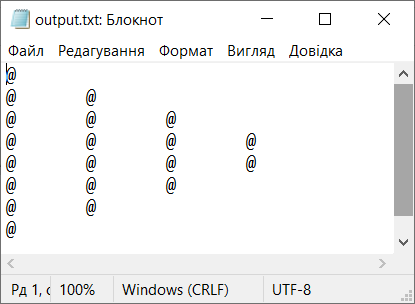 output.txt: Блокнот
Файл Редагування Формат Вигляд Довідка
@
@ @
@ @ @
@ @ @ @
@ @ @ @
@ @ @
@ @
@
Рд 1, с 100% Windows (CRLF) UTF-8